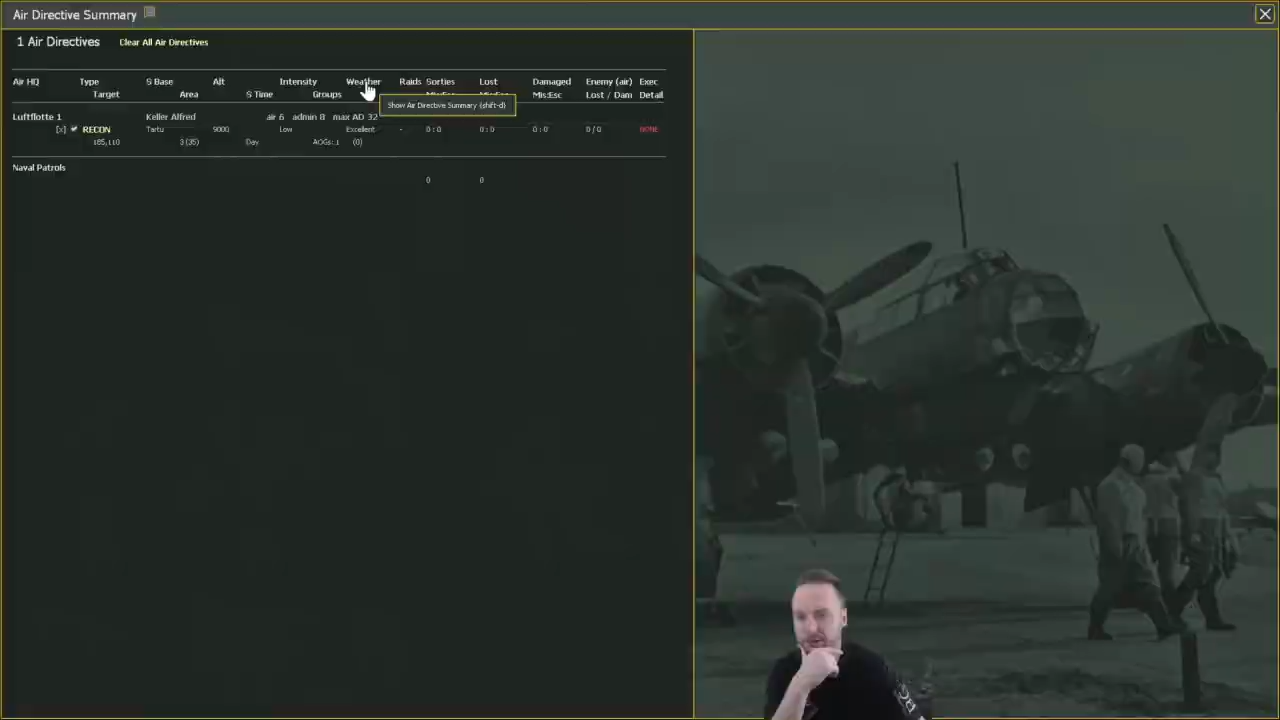 Air Directive Summary
1 Air Directives Clear All Air Directives
Air HQ Type S Base Alt Intensity Weather Raids Sorties Lost Damaged Enemy (air) Exec
Target Area S Time Groups Mis:Esc Lost / Dam Detail
Show Air Directive Summary (shift-d)
Luftflotte 1 Keller Alfred air 6 admin 8 max AD 32
[x] RECON Tartu 9000 Low Excellent - 0 : 0 0 : 0 0 : 0 0 / 0 NONE
185,110 3 (35) Day AOGs: 1 (0)
Naval Patrols
0 0